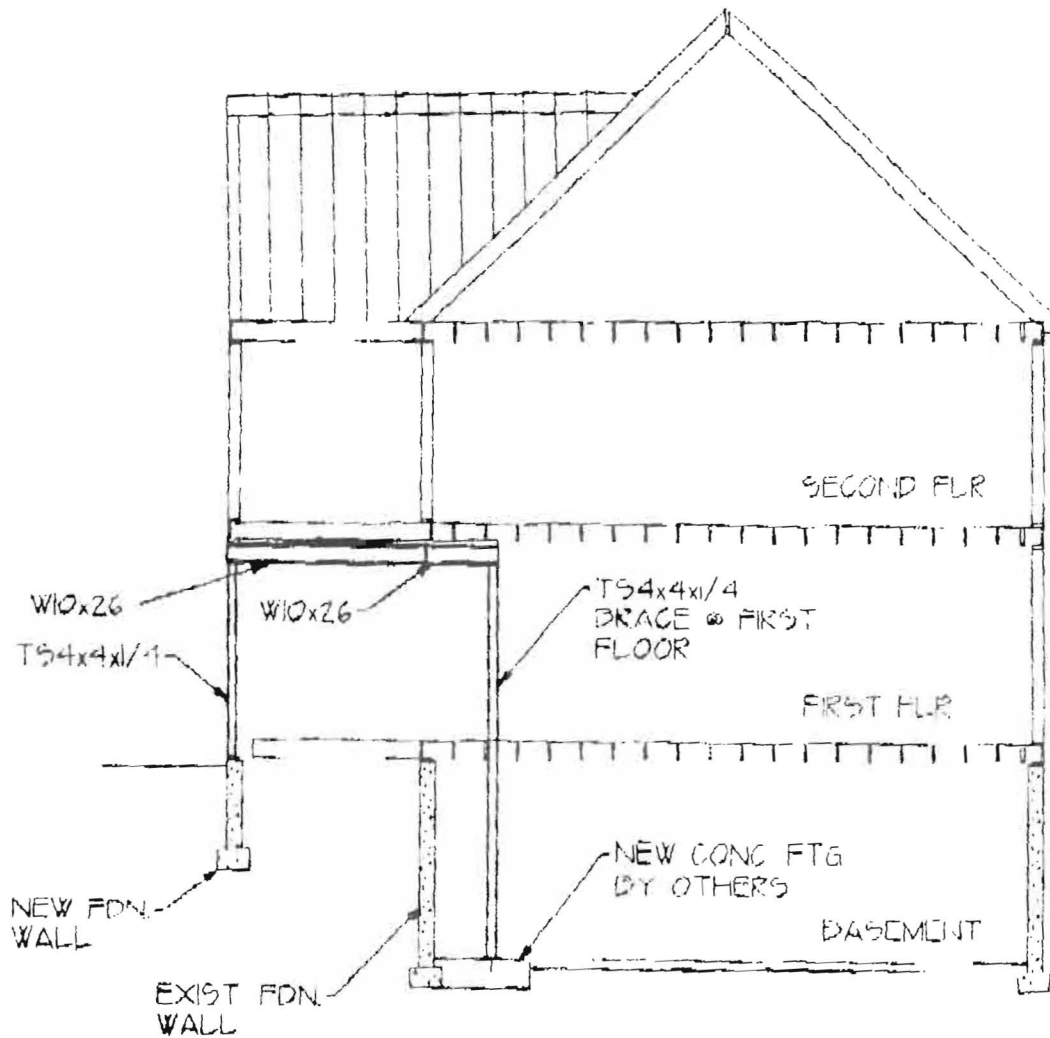 SECOND FLR
W10x26
W10x26
TS4x4x1/4
BRACE @ FIRST
FLOOR
TS4x4x1/4
FIRST FLR
NEW CONC FTG
BY OTHERS
NEW FDN.
WALL
BASEMENT
EXIST FDN.
WALL